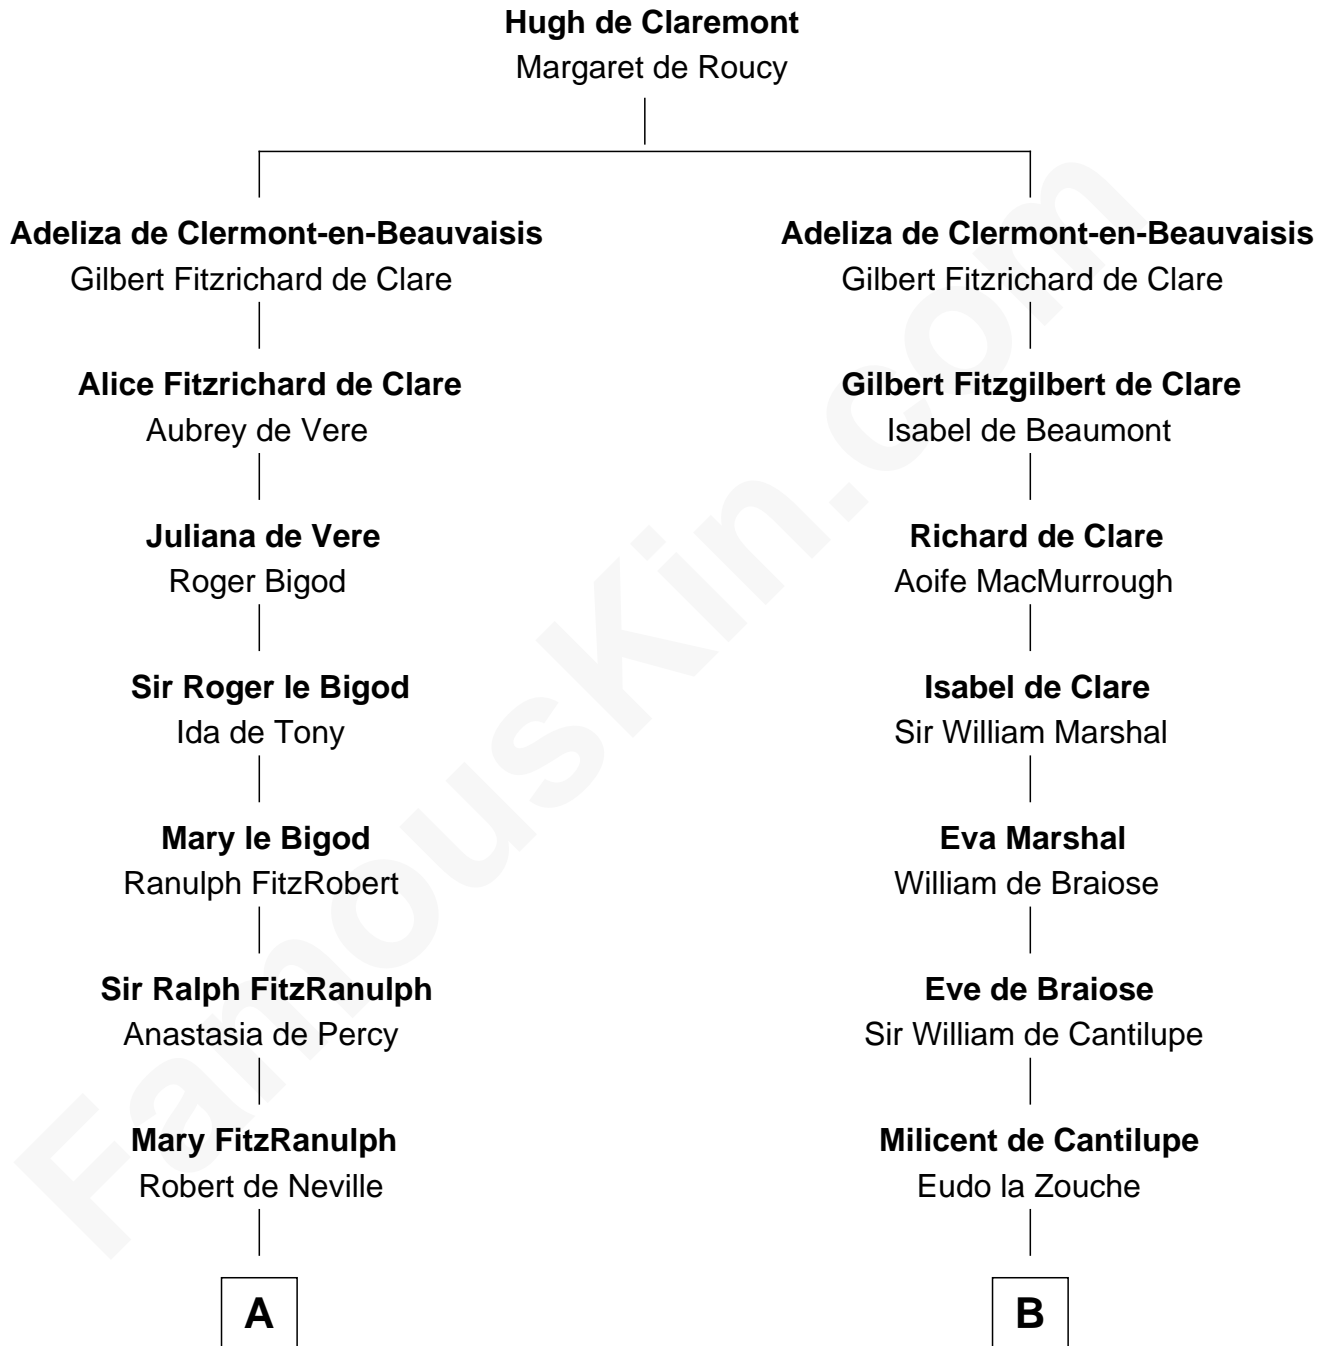 Hugh de Claremont
Margaret de Roucy
Adeliza de Clermont-en-Beauvaisis
Gilbert Fitzrichard de Clare
Alice Fitzrichard de Clare
Aubrey de Vere
Juliana de Vere
Roger Bigod
Sir Roger le Bigod
Ida de Tony
Mary le Bigod
Ranulph FitzRobert
Sir Ralph FitzRanulph
Anastasia de Percy
Mary FitzRanulph
Robert de Neville
A
Adeliza de Clermont-en-Beauvaisis
Gilbert Fitzrichard de Clare
Gilbert Fitzgilbert de Clare
Isabel de Beaumont
Richard de Clare
Aoife MacMurrough
Isabel de Clare
Sir William Marshal
Eva Marshal
William de Braiose
Eve de Braiose
Sir William de Cantilupe
Milicent de Cantilupe
Eudo la Zouche
B
FamousKin.com